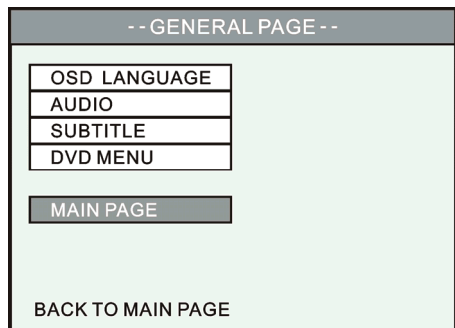 --GENERAL PAGE--
OSD LANGUAGE
AUDIO
SUBTITLE
DVD MENU
MAIN PAGE
BACK TO MAIN PAGE